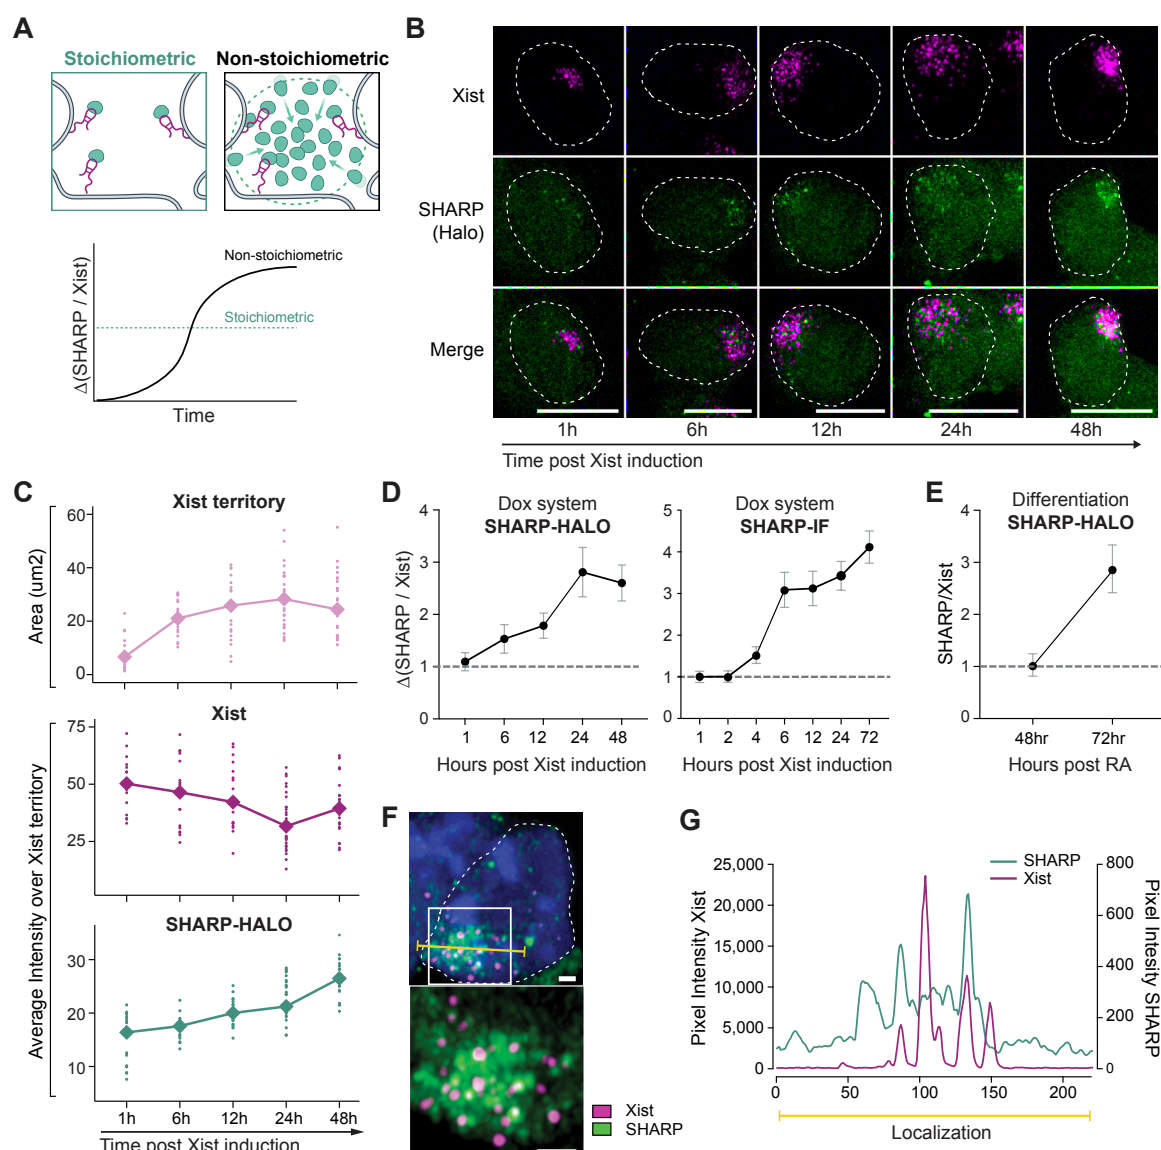 A
Stoichiometric
Non-stoichiometric
Δ(SHARP / Xist)
Non-stoichiometric
Stoichiometric
Time
B
Xist
SHARP
(Halo)
Merge
1h
6h
12h
24h
48h
Time post Xist induction
C
Xist territory
Area (um2)
60
40
20
0
Average Intensity over Xist territory
Xist
75
50
25
SHARP-HALO
30
20
10
1h
6h
12h
24h
48h
Time post Xist induction
D
Dox system
SHARP-HALO
Δ(SHARP / Xist)
4
3
2
1
0
1
6
12
24
48
Hours post Xist induction
Dox system
SHARP-IF
5
4
3
2
1
0
1
2
4
6
12
24
72
Hours post Xist induction
E
Differentiation
SHARP-HALO
SHARP/Xist
4
3
2
1
0
48hr
72hr
Hours post RA
F
Xist
SHARP
G
SHARP
Xist
Pixel Intensity Xist
25,000
20,000
15,000
10,000
5,000
0
800
600
400
200
0
Pixel Intesity SHARP
0
50
100
150
200
Localization